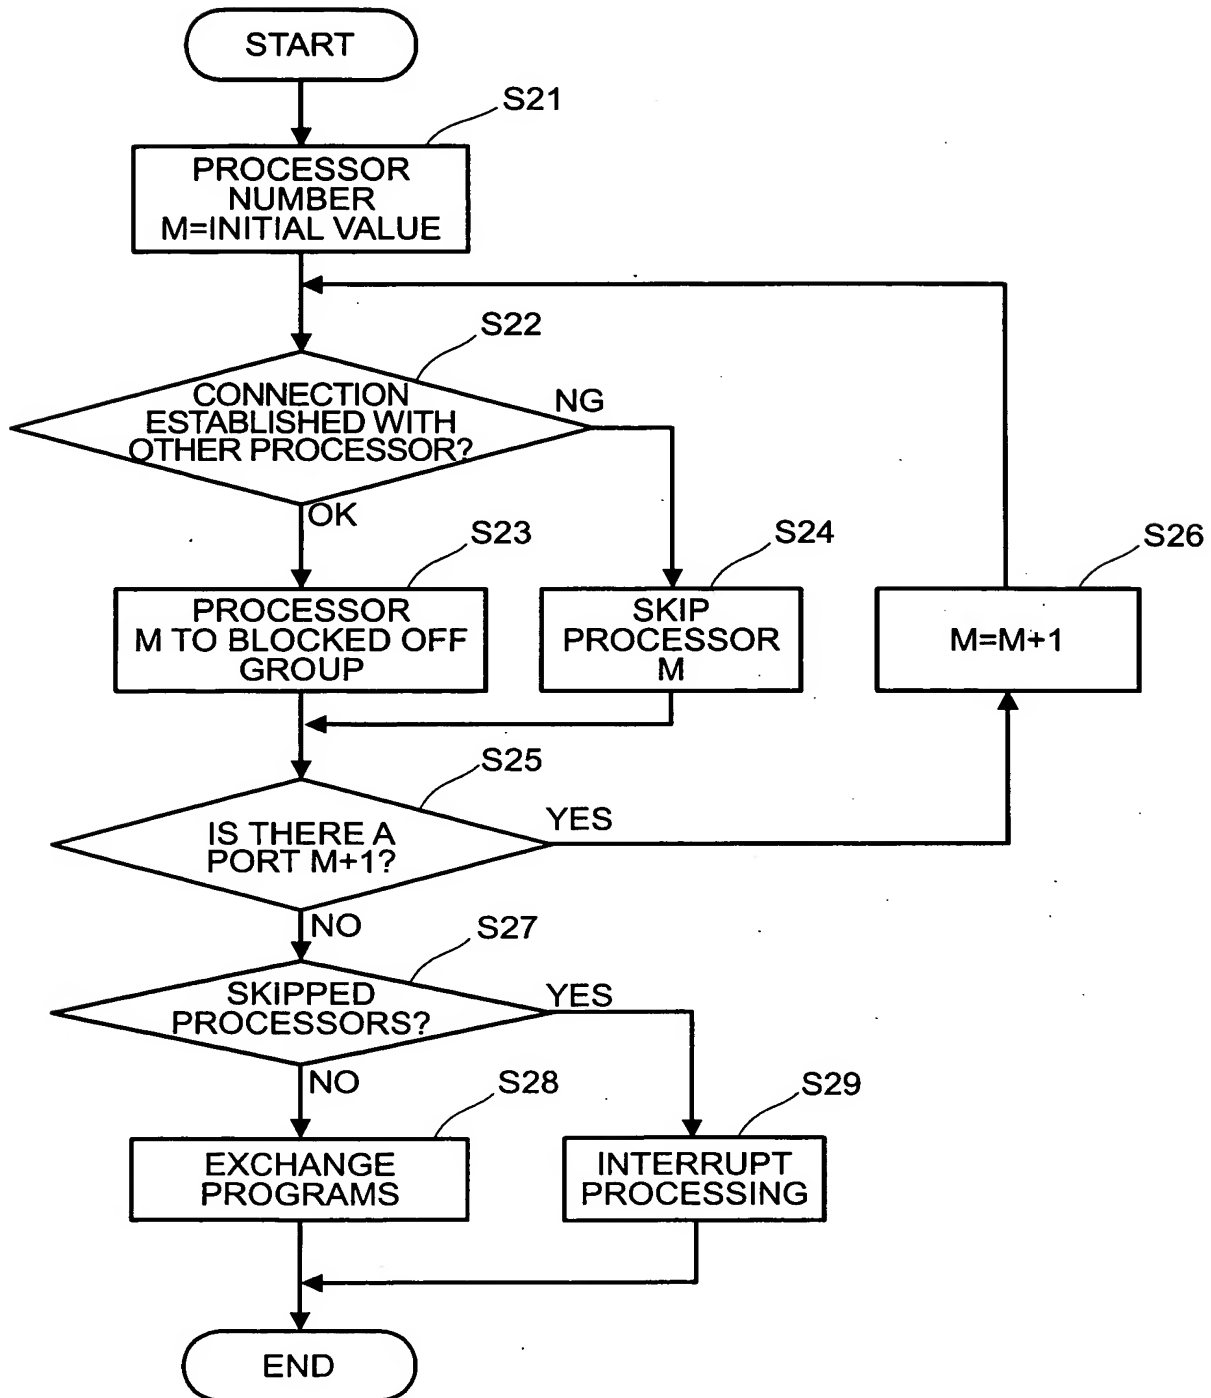 START
S21
PROCESSOR
NUMBER
M=INITIAL VALUE
S22
CONNECTION
ESTABLISHED WITH
OTHER PROCESSOR?
NG
OK
S23
S24
S26
PROCESSOR
M TO BLOCKED OFF
GROUP
SKIP
PROCESSOR
M
M=M+1
S25
IS THERE A
PORT M+1?
YES
NO
S27
SKIPPED
PROCESSORS?
YES
NO
S28
S29
EXCHANGE
PROGRAMS
INTERRUPT
PROCESSING
END